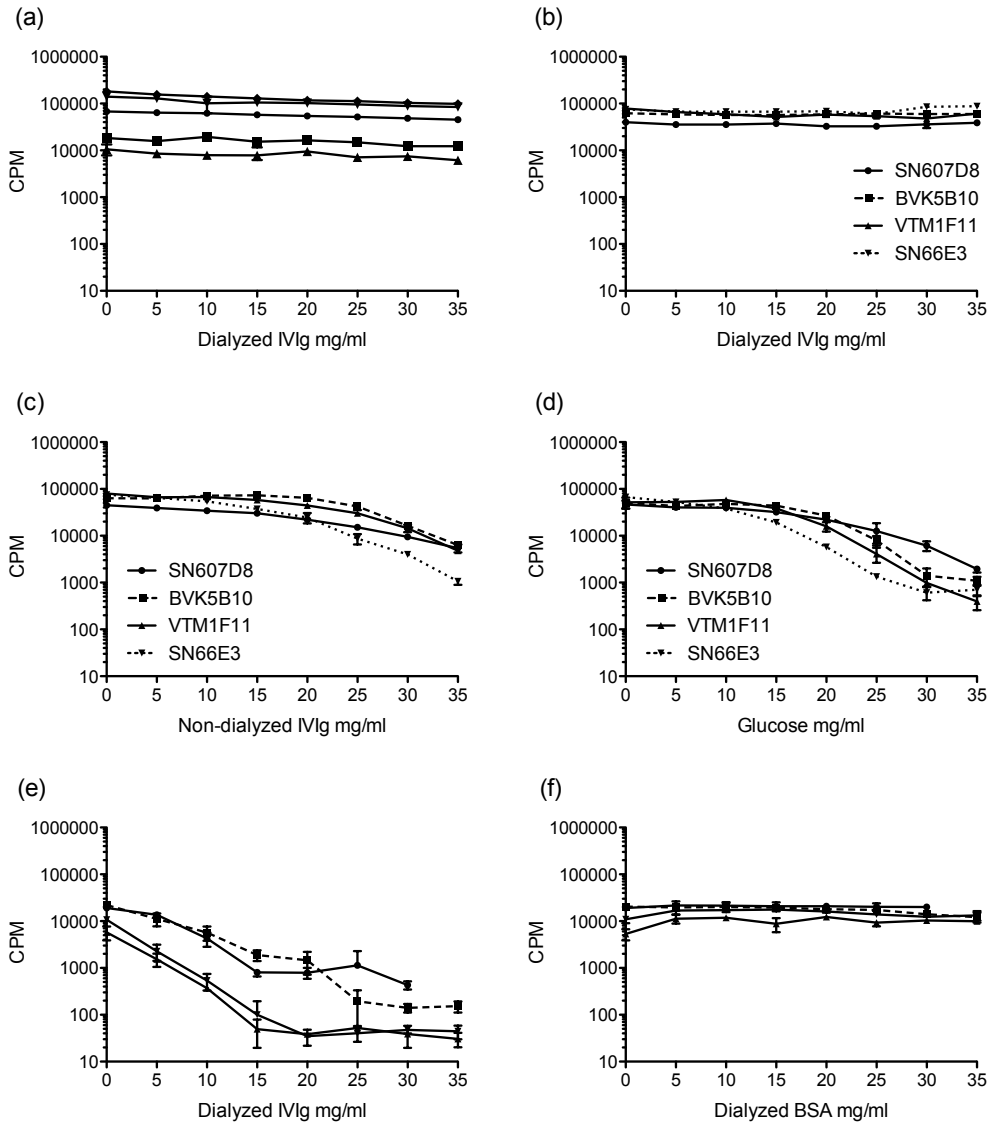 (a)
1000000
100000
10000
1000
100
10
CPM
0 5 10 15 20 25 30 35
Dialyzed IVIg mg/ml
(b)
1000000
100000
10000
1000
100
10
CPM
SN607D8
BVK5B10
VTM1F11
SN66E3
0 5 10 15 20 25 30 35
Dialyzed IVIg mg/ml
(c)
1000000
100000
10000
1000
100
10
CPM
SN607D8
BVK5B10
VTM1F11
SN66E3
0 5 10 15 20 25 30 35
Non-dialyzed IVIg mg/ml
(d)
1000000
100000
10000
1000
100
10
CPM
SN607D8
BVK5B10
VTM1F11
SN66E3
0 5 10 15 20 25 30 35
Glucose mg/ml
(e)
1000000
100000
10000
1000
100
10
CPM
0 5 10 15 20 25 30 35
Dialyzed IVIg mg/ml
(f)
1000000
100000
10000
1000
100
10
CPM
0 5 10 15 20 25 30 35
Dialyzed BSA mg/ml